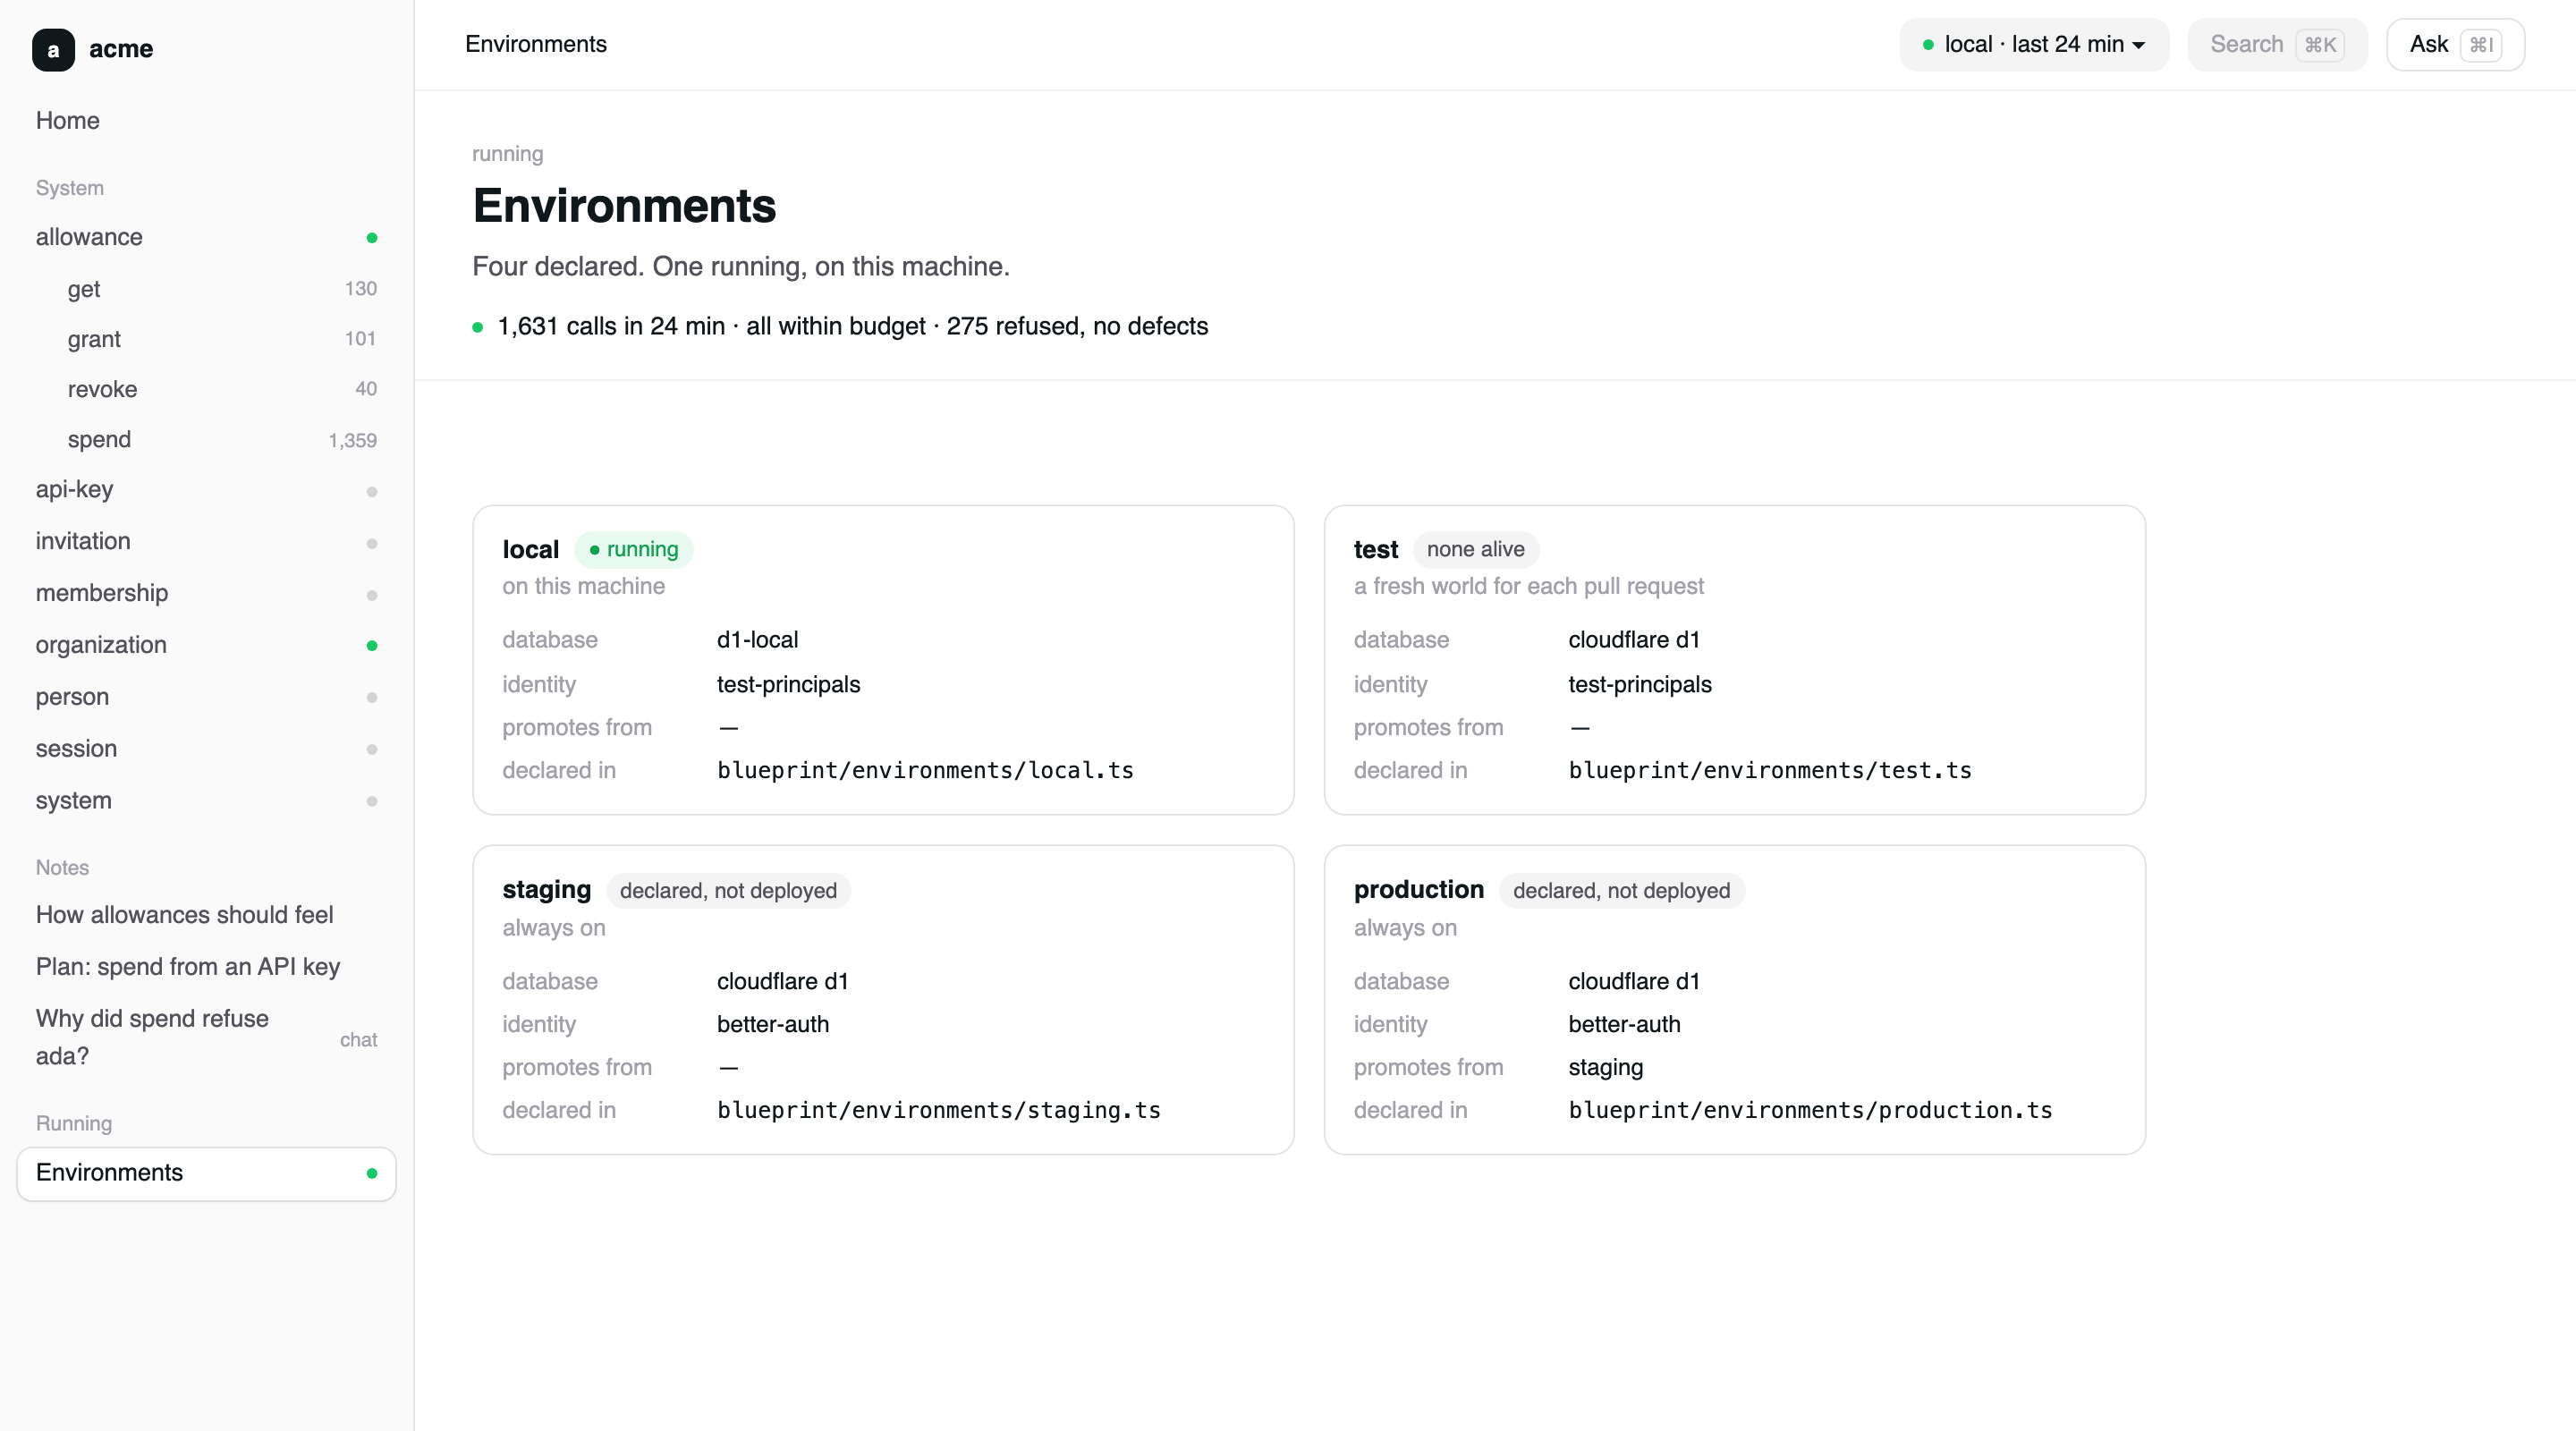 a acme
Home
System
allowance
get 130
grant 101
revoke 40
spend 1,359
api-key
invitation
membership
organization
person
session
system
Notes
How allowances should feel
Plan: spend from an API key
Why did spend refuse
ada?
chat
Running
Environments
Environments
local · last 24 min
Search ⌘K
Ask ⌘I
running
Environments
Four declared. One running, on this machine.
1,631 calls in 24 min · all within budget · 275 refused, no defects
local running
on this machine
database d1-local
identity test-principals
promotes from —
declared in blueprint/environments/local.ts
test none alive
a fresh world for each pull request
database cloudflare d1
identity test-principals
promotes from —
declared in blueprint/environments/test.ts
staging declared, not deployed
always on
database cloudflare d1
identity better-auth
promotes from —
declared in blueprint/environments/staging.ts
production declared, not deployed
always on
database cloudflare d1
identity better-auth
promotes from staging
declared in blueprint/environments/production.ts